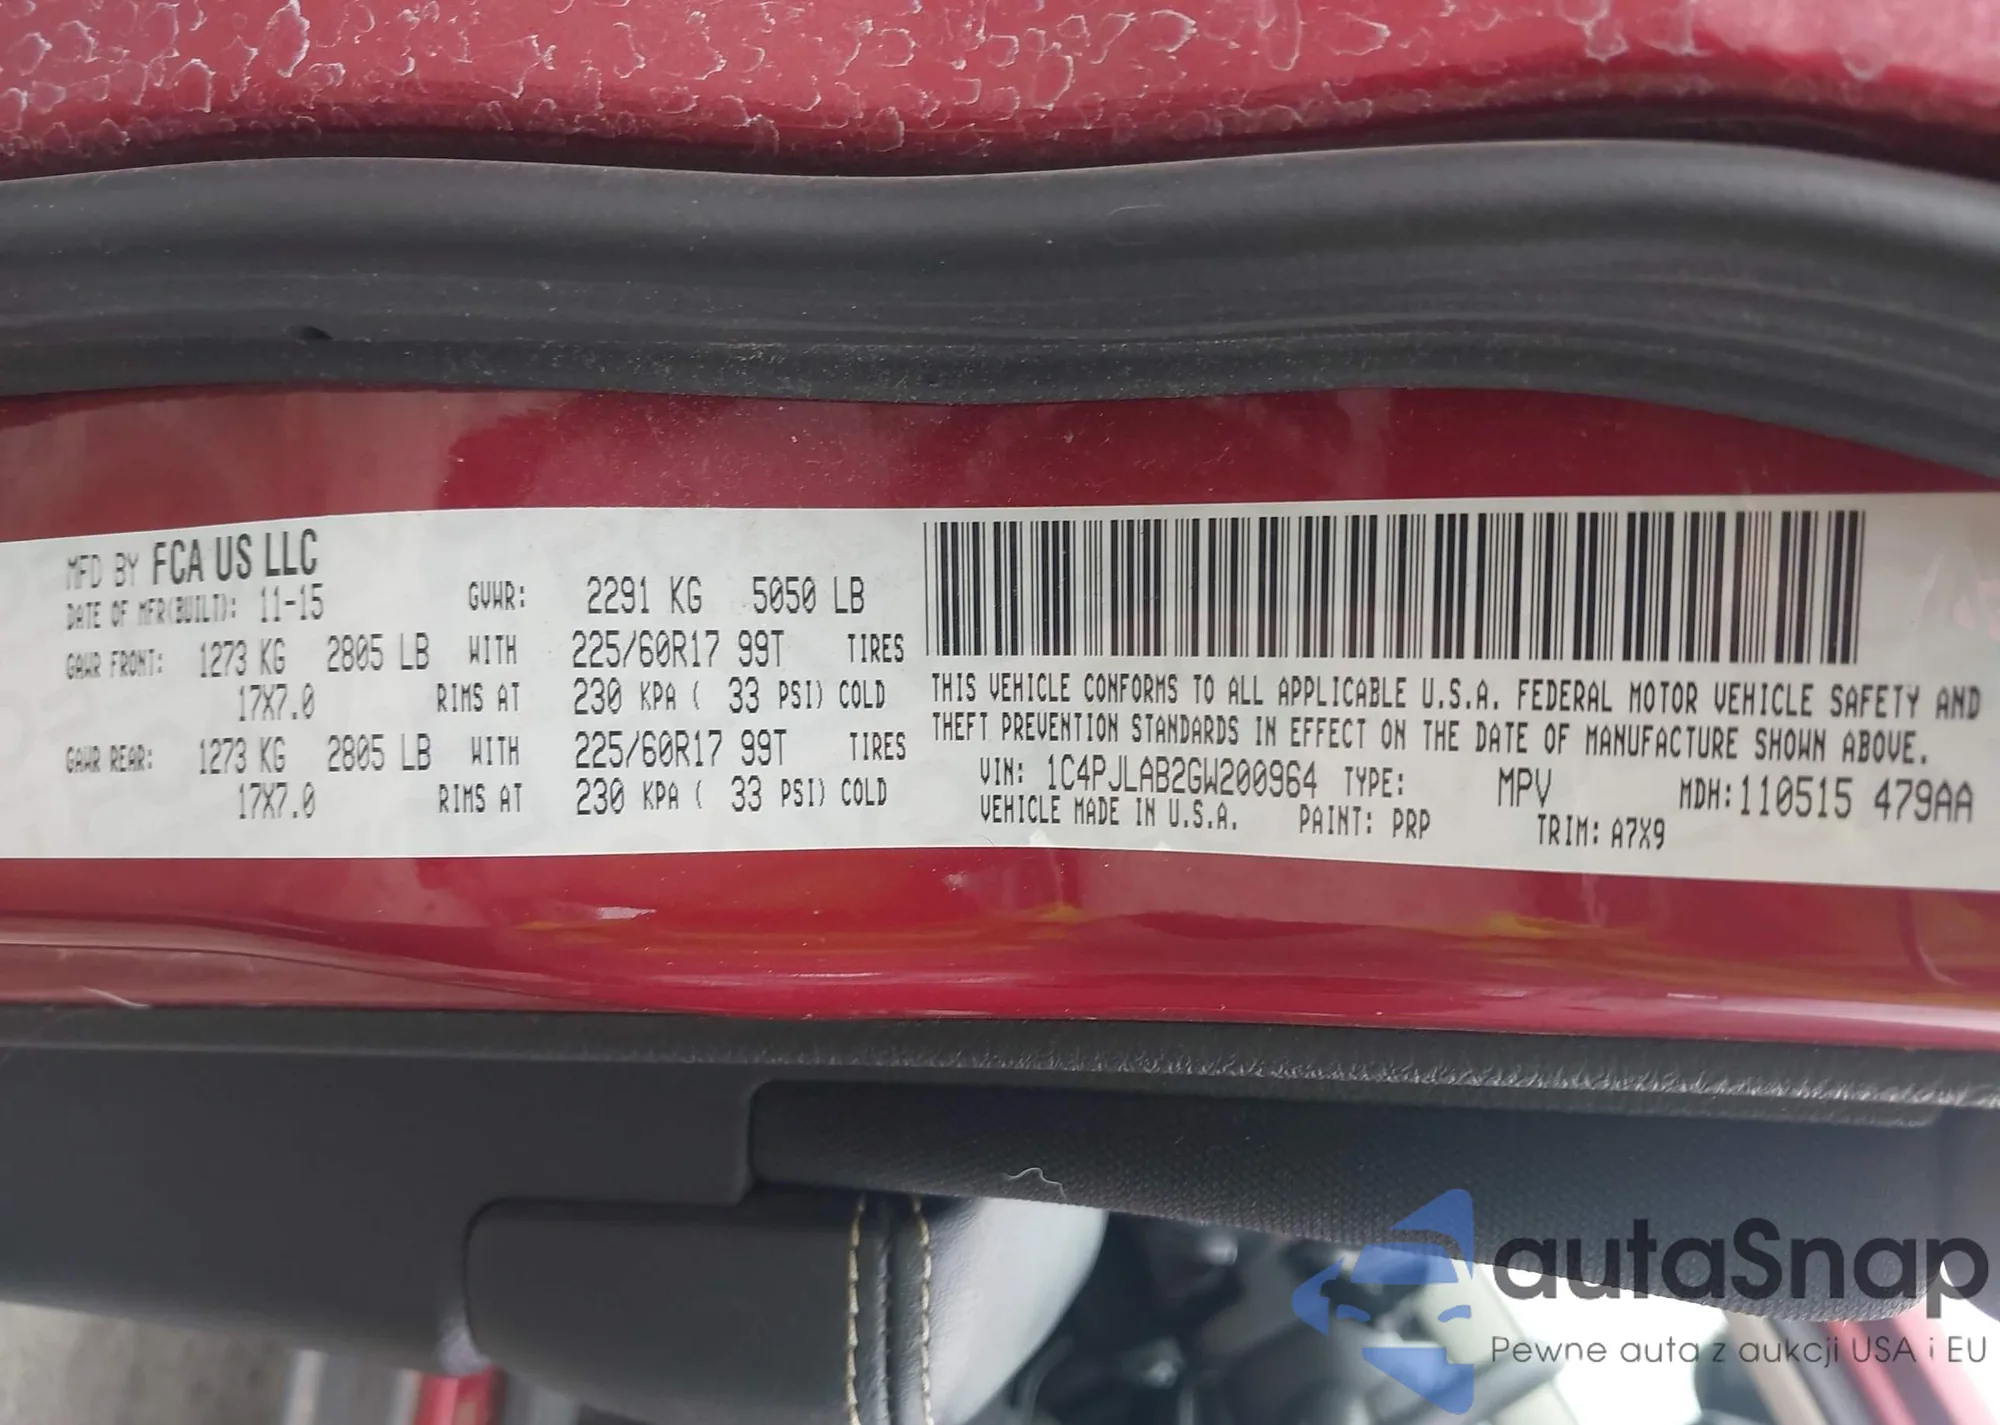 MFD BY FCA US LLC
DATE OF MFR(BUILT): 11-15 GVWR: 2291 KG 5050 LB
GAWR FRONT: 1273 KG 2805 LB WITH 225/60R17 99T TIRES
17X7.0 RIMS AT 230 KPA ( 33 PSI) COLD
GAWR REAR: 1273 KG 2805 LB WITH 225/60R17 99T TIRES
17X7.0 RIMS AT 230 KPA ( 33 PSI) COLD
THIS VEHICLE CONFORMS TO ALL APPLICABLE U.S.A. FEDERAL MOTOR VEHICLE SAFETY AND
THEFT PREVENTION STANDARDS IN EFFECT ON THE DATE OF MANUFACTURE SHOWN ABOVE.
VIN: 1C4PJLAB2GW200964 TYPE: MPV MDH:110515 479AA
VEHICLE MADE IN U.S.A. PAINT: PRP TRIM: A7X9
autaSnap
Pewne auta z aukcji USA i EU